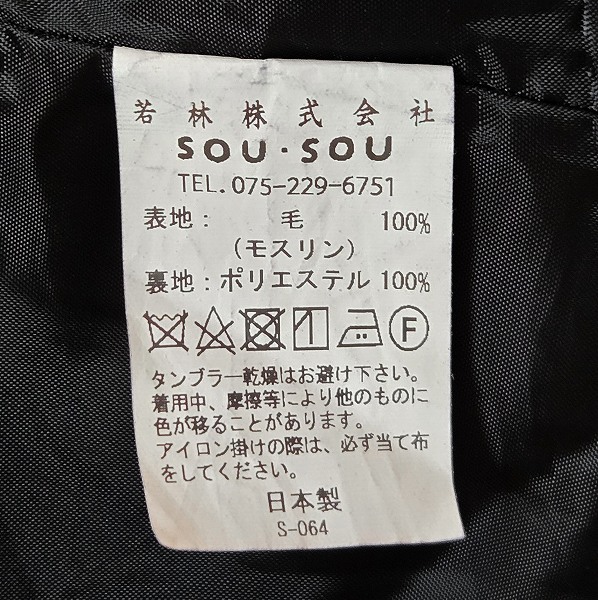 若林株式会社
SOU・SOU
TEL.075-229-6751
表地： 毛 100%
（モスリン）
裏地：ポリエステル 100%
F
タンブラー乾燥はお避け下さい。
着用中、摩擦等により他のものに
色が移ることがあります。
アイロン掛けの際は、必ず当て布
をしてください。
日本製
S-064